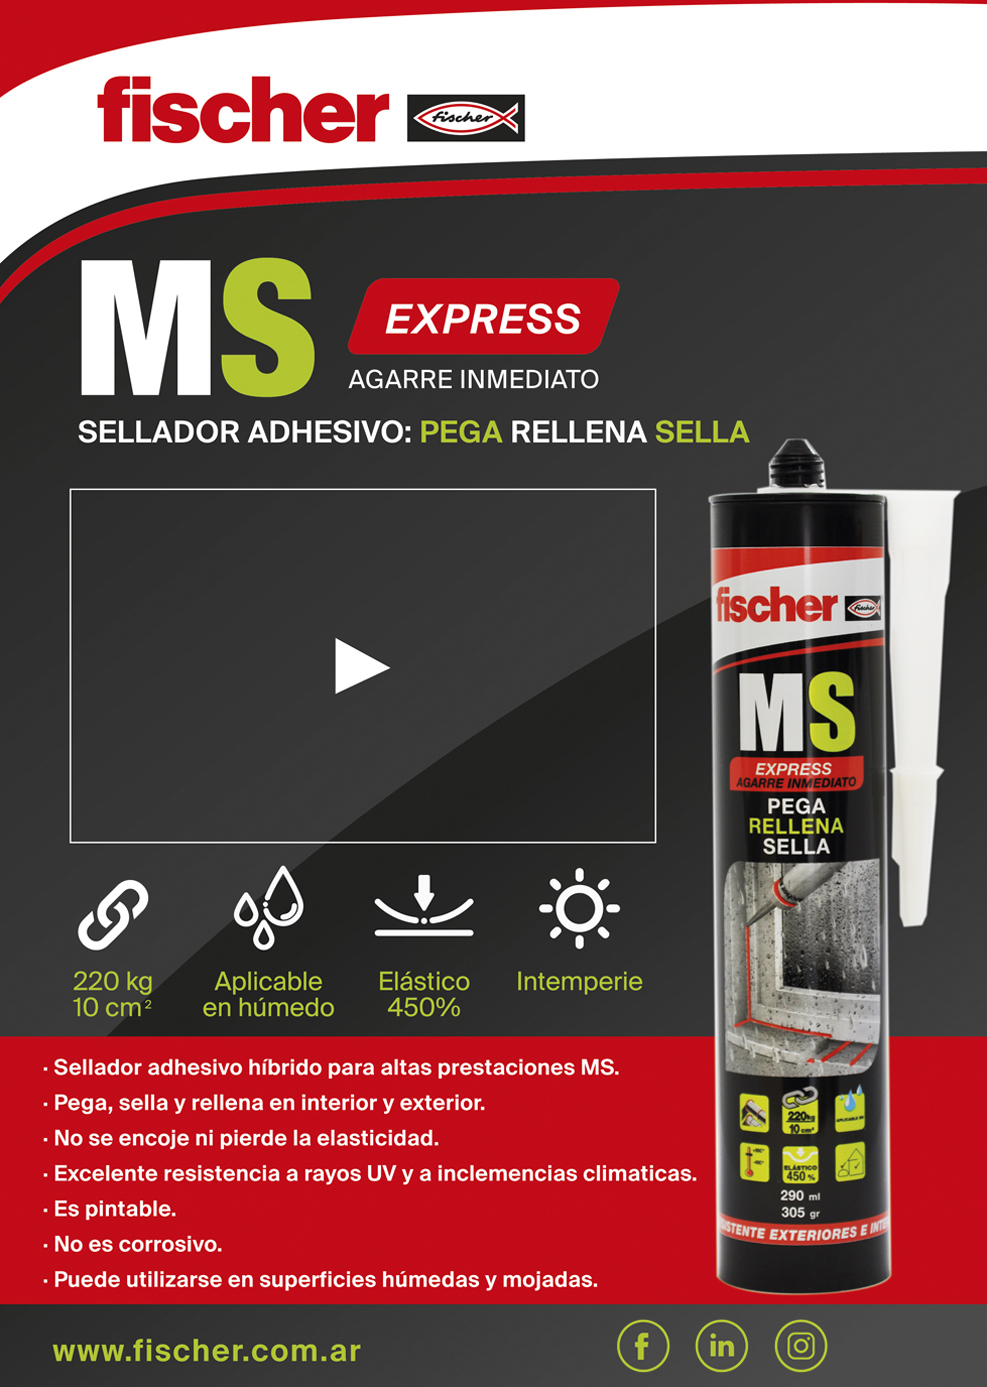 fischer fischer
MS EXPRESS
AGARRE INMEDIATO
SELLADOR ADHESIVO: PEGA RELLENA SELLA
220 kg
10 cm²
Aplicable
en húmedo
Elástico
450%
Intemperie
· Sellador adhesivo híbrido para altas prestaciones MS.
· Pega, sella y rellena en interior y exterior.
· No se encoje ni pierde la elasticidad.
· Excelente resistencia a rayos UV y a inclemencias climaticas.
· Es pintable.
· No es corrosivo.
· Puede utilizarse en superficies húmedas y mojadas.
fischer fischer
MS
EXPRESS
AGARRE INMEDIATO
PEGA
RELLENA
SELLA
220kg
10 cm²
ELÁSTICO
450 %
290 ml
305 gr
EXTERIORES E
www.fischer.com.ar
f in